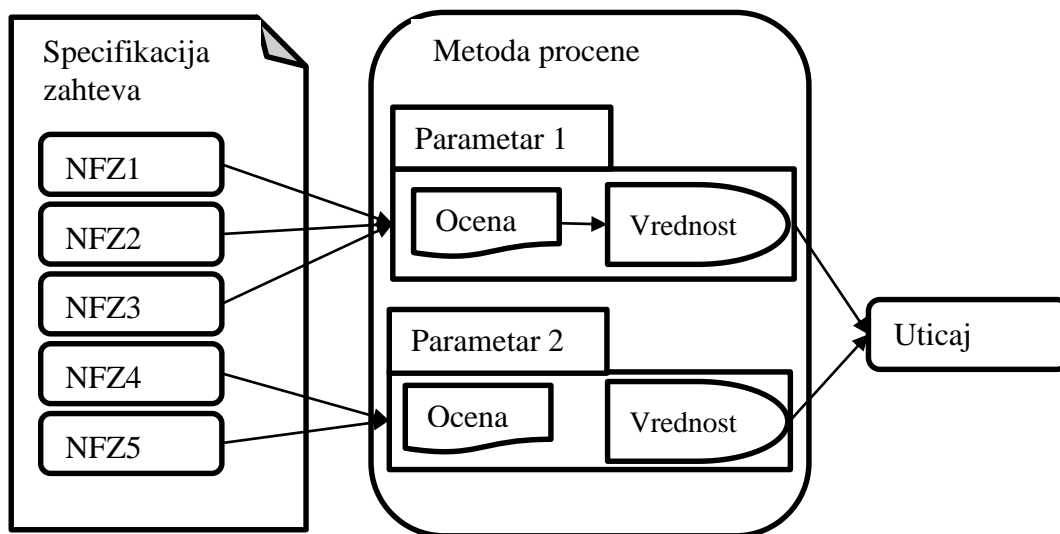 Specifikacija
zahteva
NFZ1
NFZ2
NFZ3
NFZ4
NFZ5
Metoda procene
Parametar 1
Ocena
Vrednost
Parametar 2
Ocena
Vrednost
Uticaj